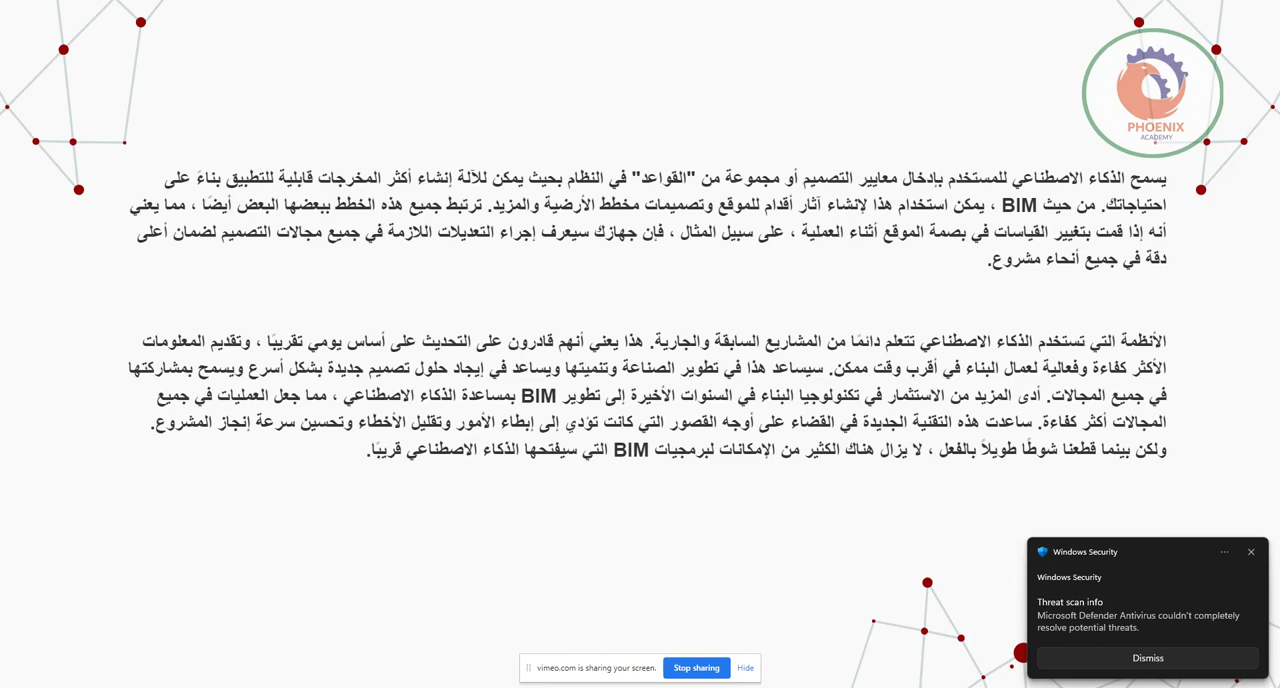 PHOENIX
ACADEMY
يسمح الذكاء الاصطناعي للمستخدم بإدخال معايير التصميم أو مجموعة من "القواعد" في النظام بحيث يمكن للآلة إنشاء أكثر المخرجات قابلية للتطبيق بناءً على
احتياجاتك. من حيث BIM ، يمكن استخدام هذا لإنشاء آثار أقدام للموقع وتصميمات مخطط الأرضية والمزيد. ترتبط جميع هذه الخطط ببعضها البعض أيضًا ، مما يعني
أنه إذا قمت بتغيير القياسات في بصمة الموقع أثناء العملية ، على سبيل المثال ، فإن جهازك سيعرف إجراء التعديلات اللازمة في جميع مجالات التصميم لضمان أعلى
دقة في جميع أنحاء مشروع.
الأنظمة التي تستخدم الذكاء الاصطناعي تتعلم دائمًا من المشاريع السابقة والجارية. هذا يعني أنهم قادرون على التحديث على أساس يومي تقريبًا ، وتقديم المعلومات
الأكثر كفاءة وفعالية لعمال البناء في أقرب وقت ممكن. سيساعد هذا في تطوير الصناعة وتنميتها ويساعد في إيجاد حلول تصميم جديدة بشكل أسرع ويسمح بمشاركتها
في جميع المجالات. أدى المزيد من الاستثمار في تكنولوجيا البناء في السنوات الأخيرة إلى تطوير BIM بمساعدة الذكاء الاصطناعي ، مما جعل العمليات في جميع
المجالات أكثر كفاءة. ساعدت هذه التقنية الجديدة في القضاء على أوجه القصور التي كانت تؤدي إلى إبطاء الأمور وتقليل الأخطاء وتحسين سرعة إنجاز المشروع.
ولكن بينما قطعنا شوطًا طويلاً بالفعل ، لا يزال هناك الكثير من الإمكانات لبرمجيات BIM التي سيفتحها الذكاء الاصطناعي قريبًا.
Windows Security
Windows Security
Threat scan info
Microsoft Defender Antivirus couldn't completely
resolve potential threats.
Dismiss
vimeo.com is sharing your screen. Stop sharing Hide